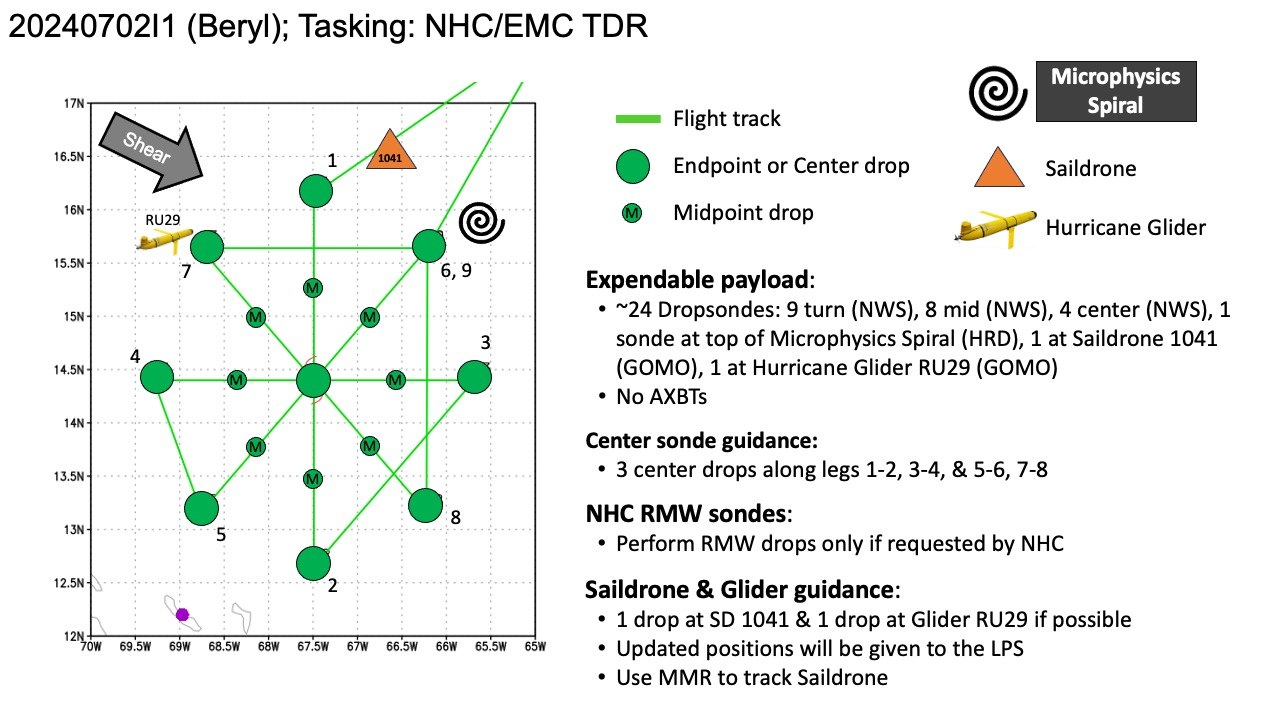 20240702I1 (Beryl); Tasking: NHC/EMC TDR
Microphysics
Spiral
Flight track
Endpoint or Center drop
Saildrone
Midpoint drop
M
Hurricane Glider
17N
16.5N
16N
15.5N
15N
14.5N
14N
13.5N
13N
12.5N
12N
70W
69.5W
69W
68.5W
68W
67.5W
67W
66.5W
66W
65.5W
65W
Shear
1
1041
RU29
7
6, 9
M
M
M
4
3
M
M
M
M
M
5
8
2
Expendable payload:
• ~24 Dropsondes: 9 turn (NWS), 8 mid (NWS), 4 center (NWS), 1
sonde at top of Microphysics Spiral (HRD), 1 at Saildrone 1041
(GOMO), 1 at Hurricane Glider RU29 (GOMO)
• No AXBTs
Center sonde guidance:
• 3 center drops along legs 1-2, 3-4, & 5-6, 7-8
NHC RMW sondes:
• Perform RMW drops only if requested by NHC
Saildrone & Glider guidance:
• 1 drop at SD 1041 & 1 drop at Glider RU29 if possible
• Updated positions will be given to the LPS
• Use MMR to track Saildrone